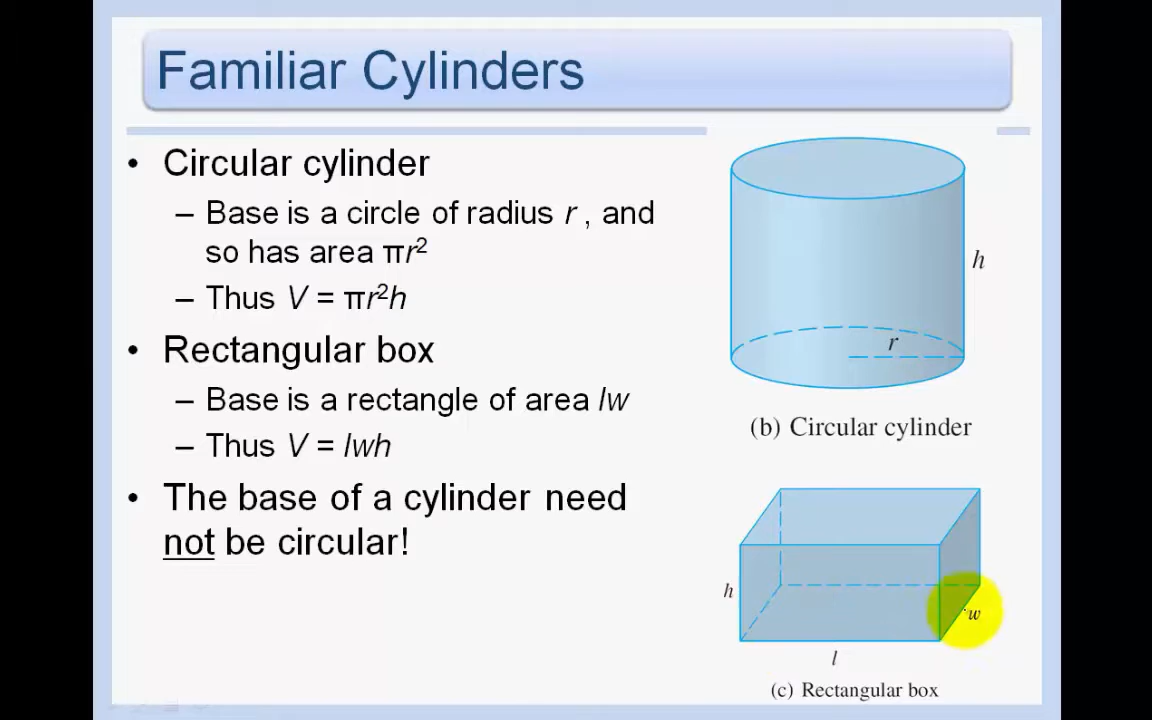 Familiar Cylinders
• Circular cylinder
– Base is a circle of radius r , and
so has area πr²
– Thus V = πr²h
• Rectangular box
– Base is a rectangle of area lw
– Thus V = lwh
• The base of a cylinder need
not be circular!
h
r
(b) Circular cylinder
h
w
l
(c) Rectangular box